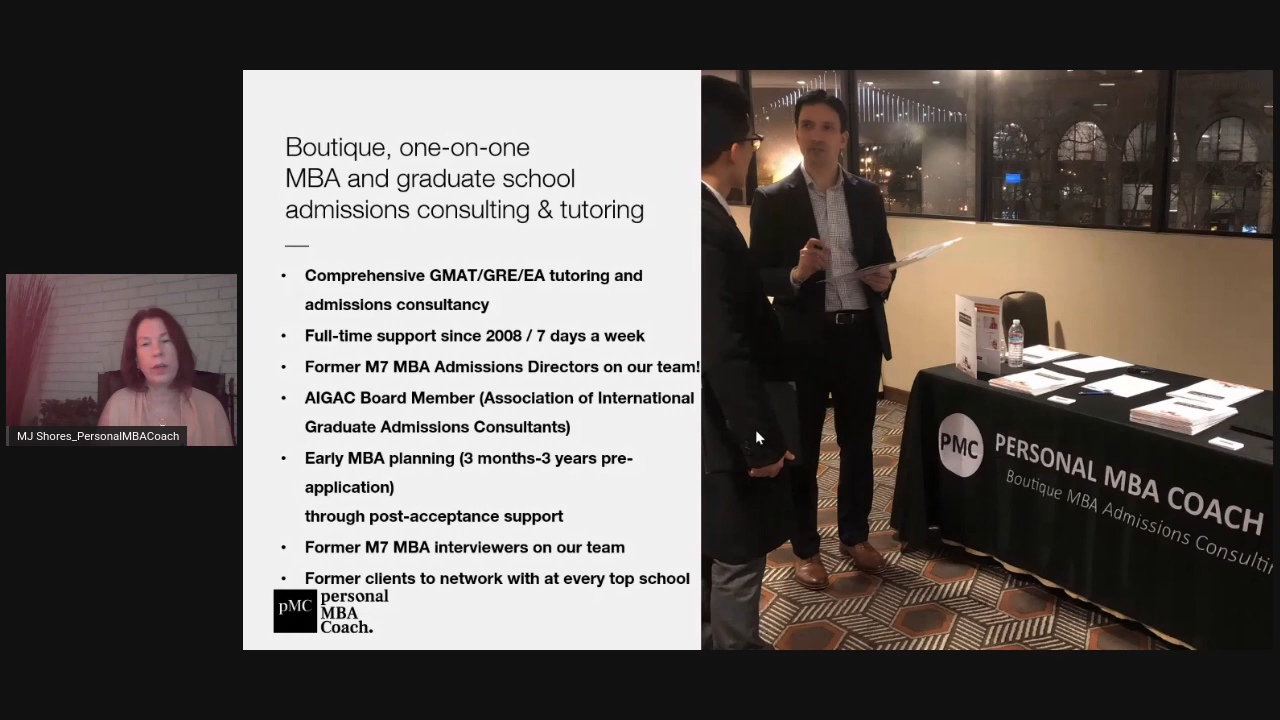 Boutique, one-on-one
MBA and graduate school
admissions consulting & tutoring
• Comprehensive GMAT/GRE/EA tutoring and
admissions consultancy
• Full-time support since 2008 / 7 days a week
• Former M7 MBA Admissions Directors on our team!
• AIGAC Board Member (Association of International
Graduate Admissions Consultants)
• Early MBA planning (3 months-3 years pre-
application)
through post-acceptance support
• Former M7 MBA interviewers on our team
• Former clients to network with at every top school
pMC
personal
MBA
Coach.
MJ Shores_PersonalMBACoach
PMC
PERSONAL MBA COACH
Boutique MBA Admissions